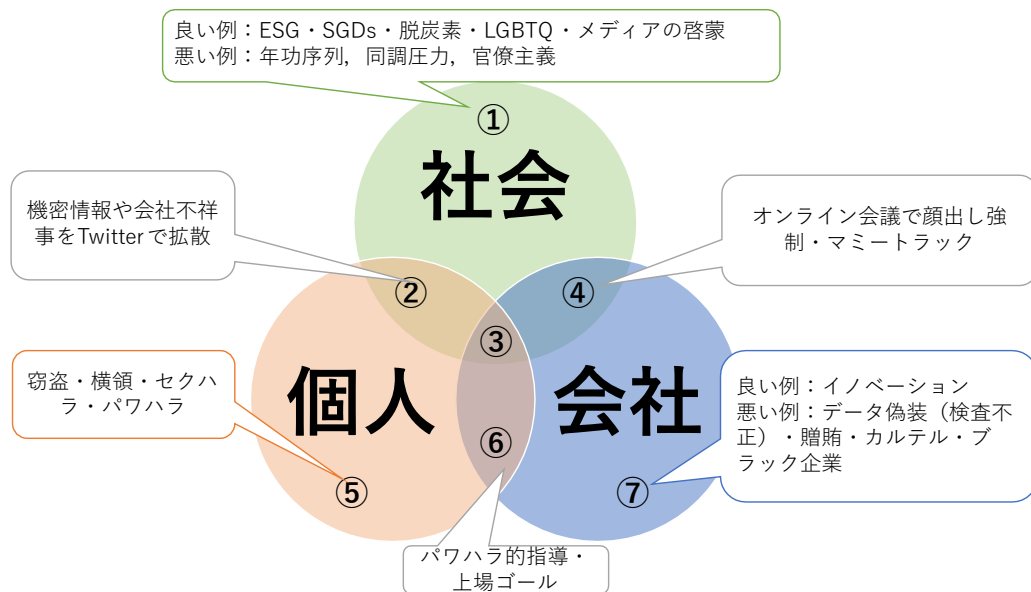 良い例：ESG・SGDs・脱炭素・LGBTQ・メディアの啓蒙
悪い例：年功序列，同調圧力，官僚主義
①
社会
機密情報や会社不祥
事をTwitterで拡散
オンライン会議で顔出し強
制・マミートラック
②
④
③
窃盗・横領・セクハ
ラ・パワハラ
個人
会社
良い例：イノベーション
悪い例：データ偽装（検査不
正）・贈賄・カルテル・ブ
ラック企業
⑥
⑤
⑦
パワハラ的指導・
上場ゴール